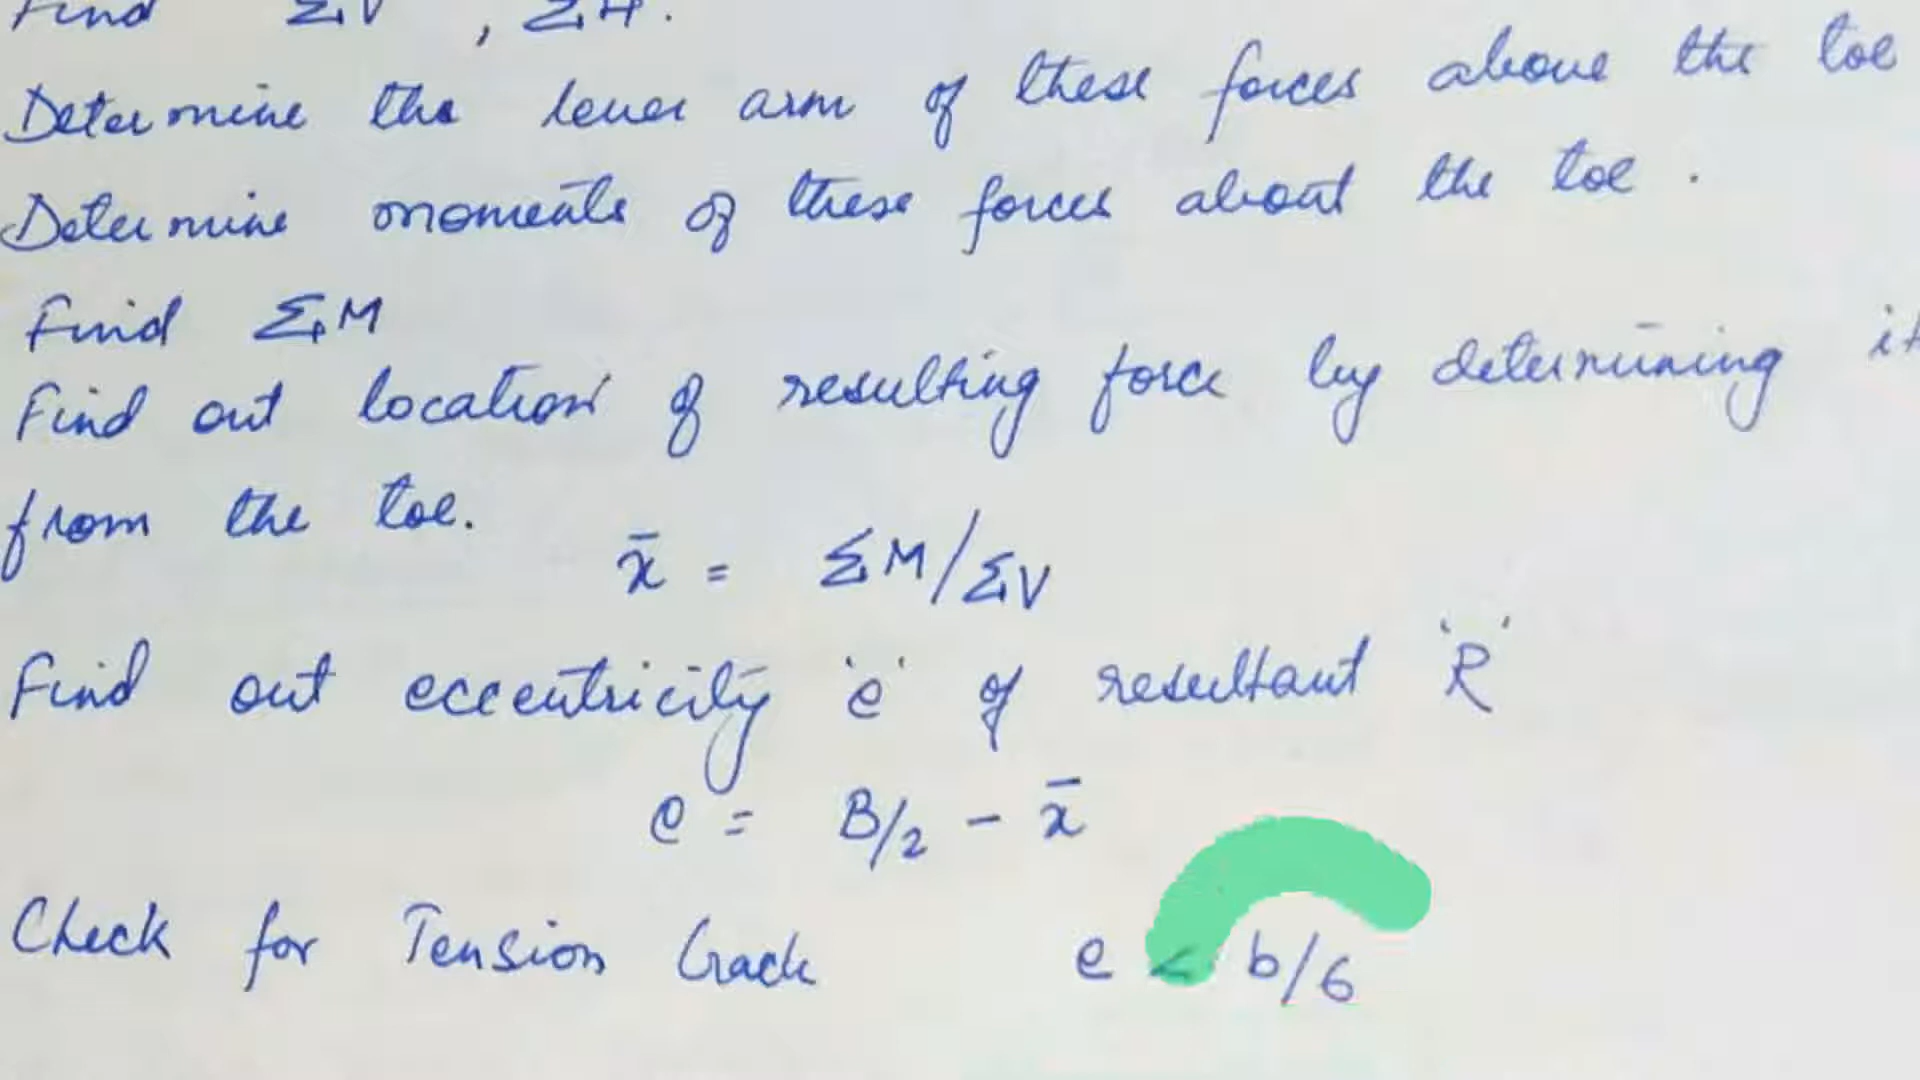 Find ΣV , ΣH.
Determine the lever arm of these forces above the toe
Determine moments of these forces about the toe .
Find ΣM
Find out location of resulting force by determining it
from the toe.
x̄ = ΣM/ΣV
Find out eccentricity 'e' of resultant 'R'
e = B/2 - x̄
Check for Tension Crack e < b/6